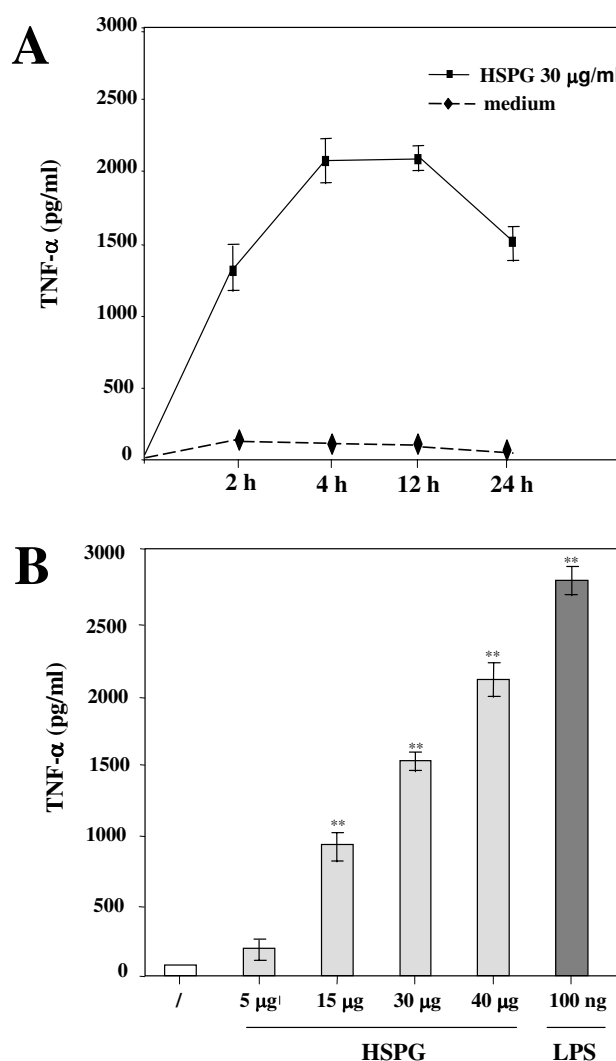 A
3000
2500
2000
1500
1000
500
0
TNF-α (pg/ml)
HSPG 30 µg/ml
medium
2 h 4 h 12 h 24 h
B
3000
2500
2000
1500
1000
500
0
TNF-α (pg/ml)
**
**
**
**
/ 5 µg 15 µg 30 µg 40 µg 100 ng
HSPG LPS